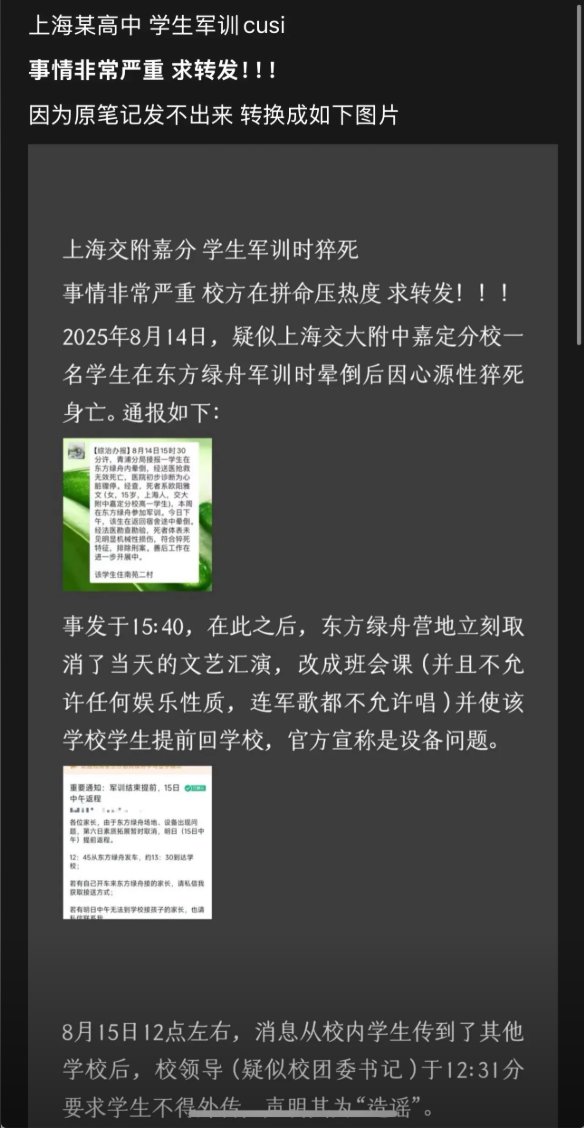 上海某高中 学生军训cusi
事情非常严重 求转发!!!
因为原笔记发不出来 转换成如下图片
上海交附嘉分 学生军训时猝死
事情非常严重 校方在拼命压热度 求转发！！！
2025年8月14日，疑似上海交大附中嘉定分校一
名学生在东方绿舟军训时晕倒后因心源性猝死
身亡。通报如下：
【综治办报】8月14日15时30
分许，青浦分局接报一学生在
东方绿舟内晕倒，经送医抢救
无效死亡，医院初步诊断为心
脏骤停。经查，死者系欧阳雅
文（女，15岁，上海人，交大
附中嘉定分校高一学生），本周
在东方绿舟参加军训。今日下
午，该生在返回宿舍途中晕倒。
经法医勘查勘验，死者体表未
见明显机械性损伤，符合猝死
特征，排除刑案。善后工作在
进一步开展中。
该学生住南苑二村
事发于15:40，在此之后，东方绿舟营地立刻取
消了当天的文艺汇演，改成班会课（并且不允
许任何娱乐性质，连军歌都不允许唱）并使该
学校学生提前回学校，官方宣称是设备问题。
重要通知：军训结束提前，15日
中午返程
各位家长，由于东方绿舟场地、设备出现问
题，第六日素质拓展暂时取消，明日（15日中
午）提前返程。
12：45从东方绿舟发车，约13：30到达学
校；
若有自己开车来东方绿舟接的家长，请私信我
获取接送方式；
若有明日中午无法到学校接孩子的家长，也请
私信联系我
8月15日12点左右，消息从校内学生传到了其他
学校后，校领导（疑似校团委书记）于12:31分
要求学生不得外传，声明其为“造谣”。